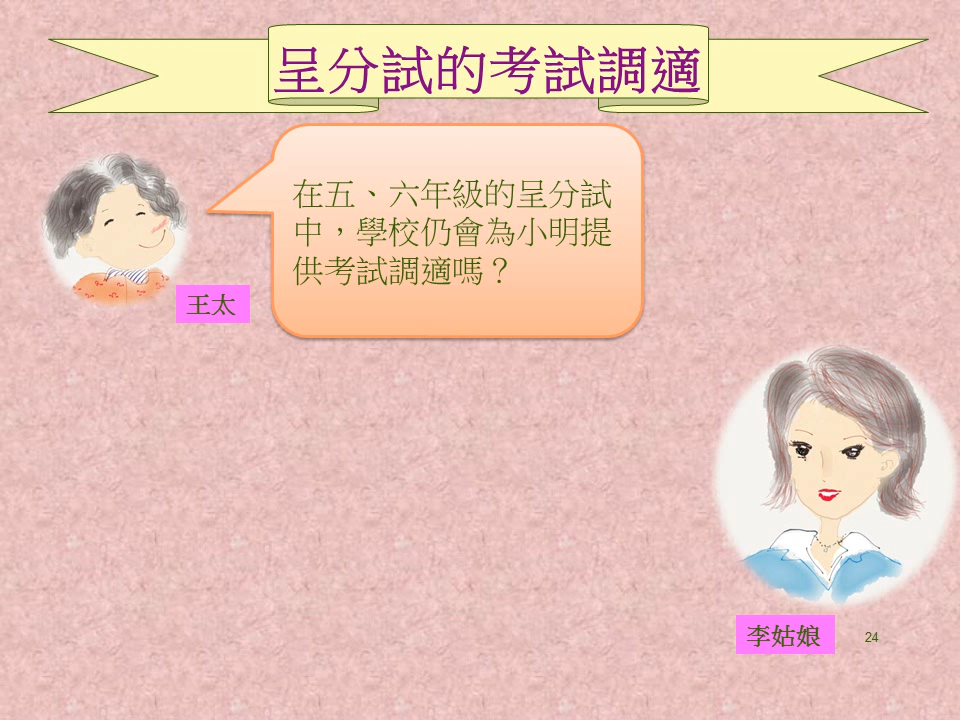 呈分試的考試調適
在五、六年級的呈分試
中，學校仍會為小明提
供考試調適嗎？
王太
李姑娘
24